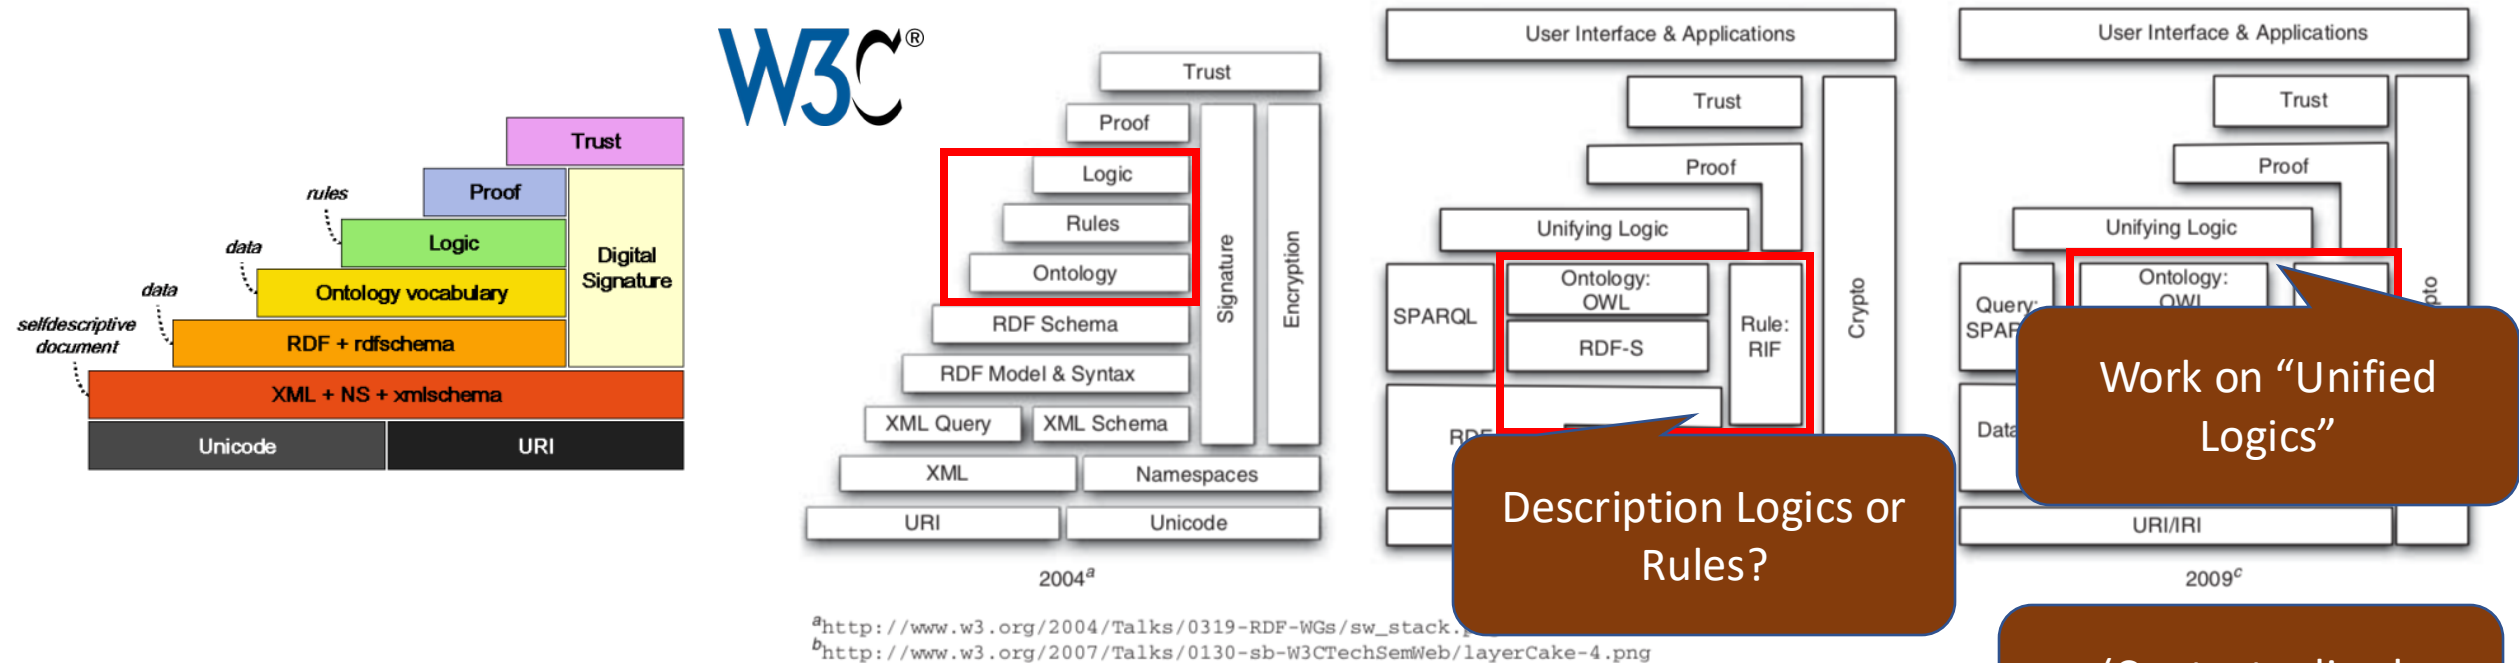 Trust
Proof
rules
Logic
Digital
Signature
data
Ontology vocabulary
data
RDF + rdfschema
selfdescriptive
document
XML + NS + xmlschema
Unicode
URI
W3C®
Trust
Proof
Logic
Rules
Ontology
RDF Schema
RDF Model & Syntax
XML Query
XML Schema
XML
Namespaces
URI
Unicode
Signature
Encryption
2004a
User Interface & Applications
Trust
Proof
Unifying Logic
SPARQL
Ontology:
OWL
RDF-S
Rule:
RIF
Crypto
RDF
Description Logics or
Rules?
User Interface & Applications
Trust
Proof
Unifying Logic
Query:
Ontology:
OWL
Work on “Unified
Logics”
URI/IRI
2009c
ahttp://www.w3.org/2004/Talks/0319-RDF-WGs/sw_stack.
bhttp://www.w3.org/2007/Talks/0130-sb-W3CTechSemWeb/layerCake-4.png